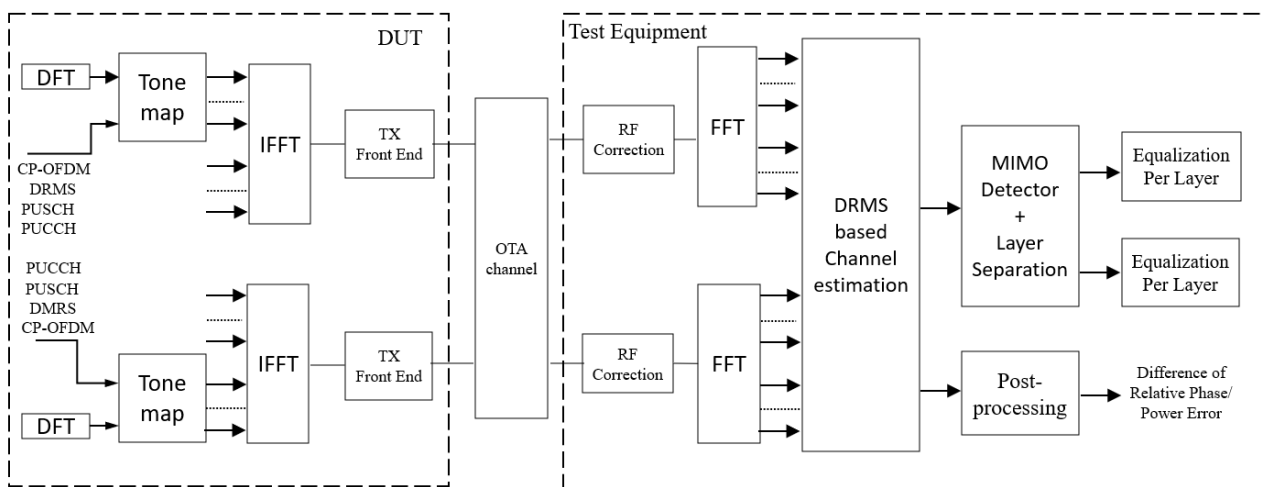 DUT
DFT
Tone
map
CP-OFDM
DRMS
PUSCH
PUCCH
IFFT
TX
Front End
PUCCH
PUSCH
DMRS
CP-OFDM
DFT
Tone
map
IFFT
TX
Front End
OTA
channel
Test Equipment
RF
Correction
FFT
RF
Correction
FFT
DRMS
based
Channel
estimation
MIMO
Detector
+
Layer
Separation
Equalization
Per Layer
Equalization
Per Layer
Post-
processing
Difference of
Relative Phase/
Power Error